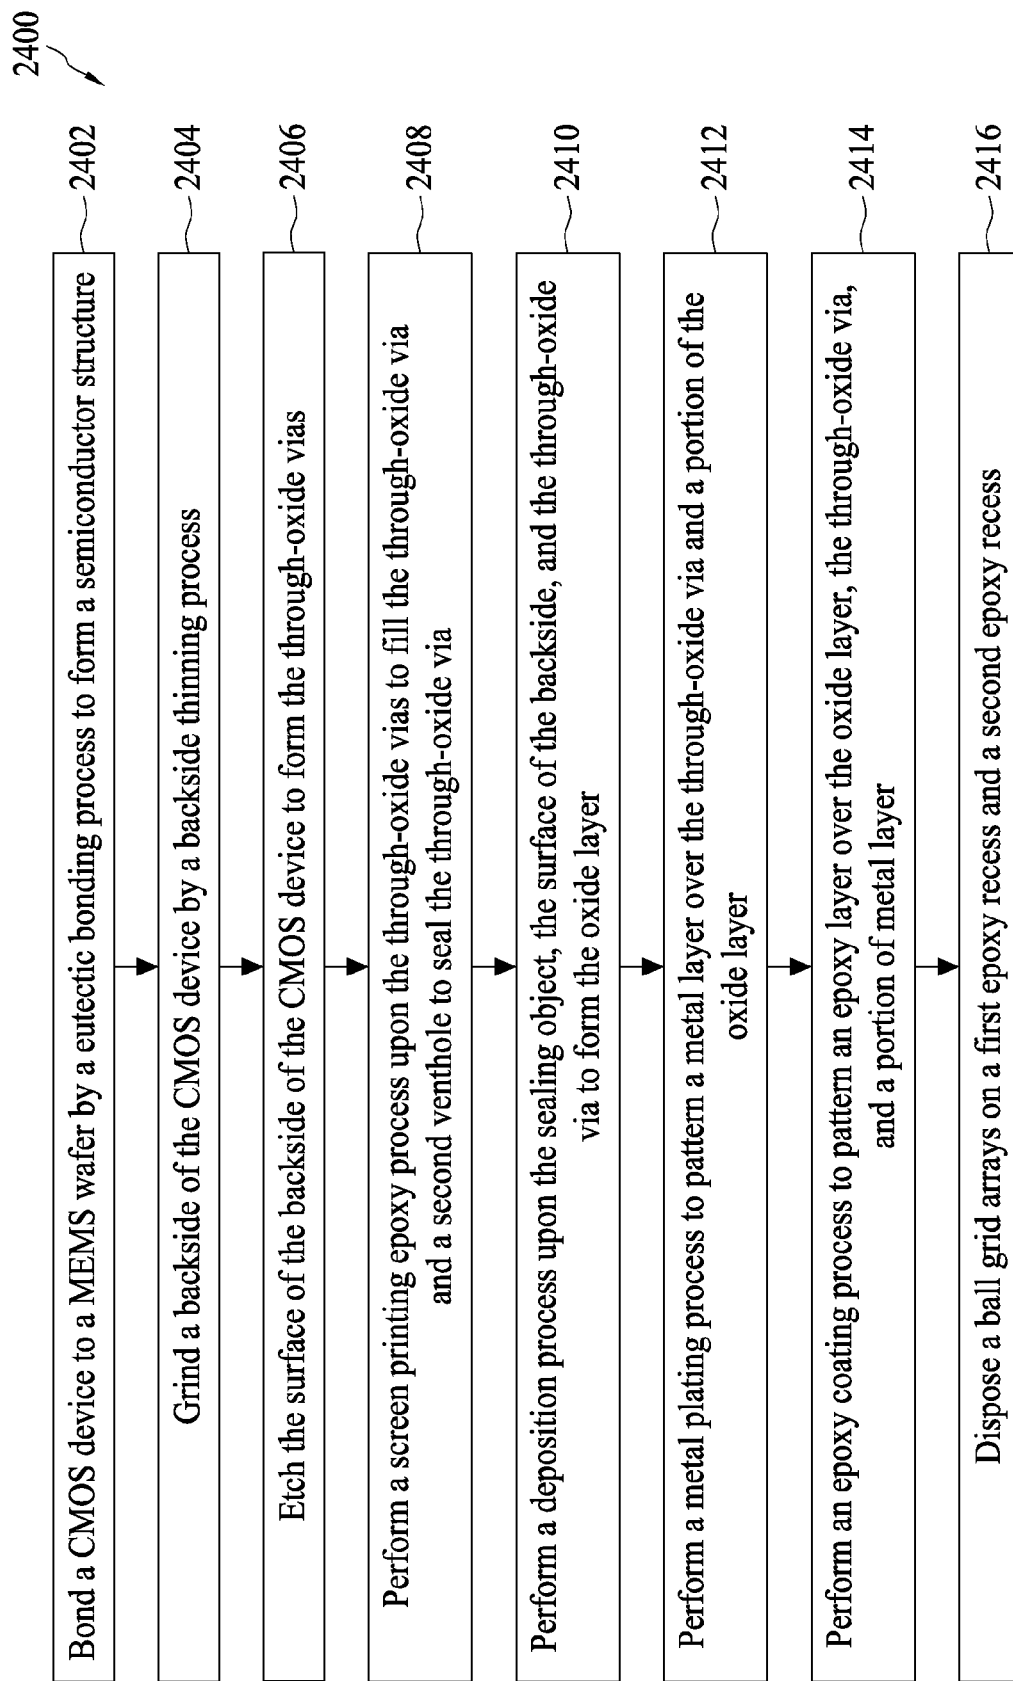 2400
Bond a CMOS device to a MEMS wafer by a eutectic bonding process to form a semiconductor structure
2402
Grind a backside of the CMOS device by a backside thinning process
2404
Etch the surface of the backside of the CMOS device to form the through-oxide vias
2406
Perform a screen printing epoxy process upon the through-oxide vias to fill the through-oxide via
and a second venthole to seal the through-oxide via
2408
Perform a deposition process upon the sealing object, the surface of the backside, and the through-oxide
via to form the oxide layer
2410
Perform a metal plating process to pattern a metal layer over the through-oxide via and a portion of the
oxide layer
2412
Perform an epoxy coating process to pattern an epoxy layer over the oxide layer, the through-oxide via,
and a portion of metal layer
2414
Dispose a ball grid arrays on a first epoxy recess and a second epoxy recess
2416